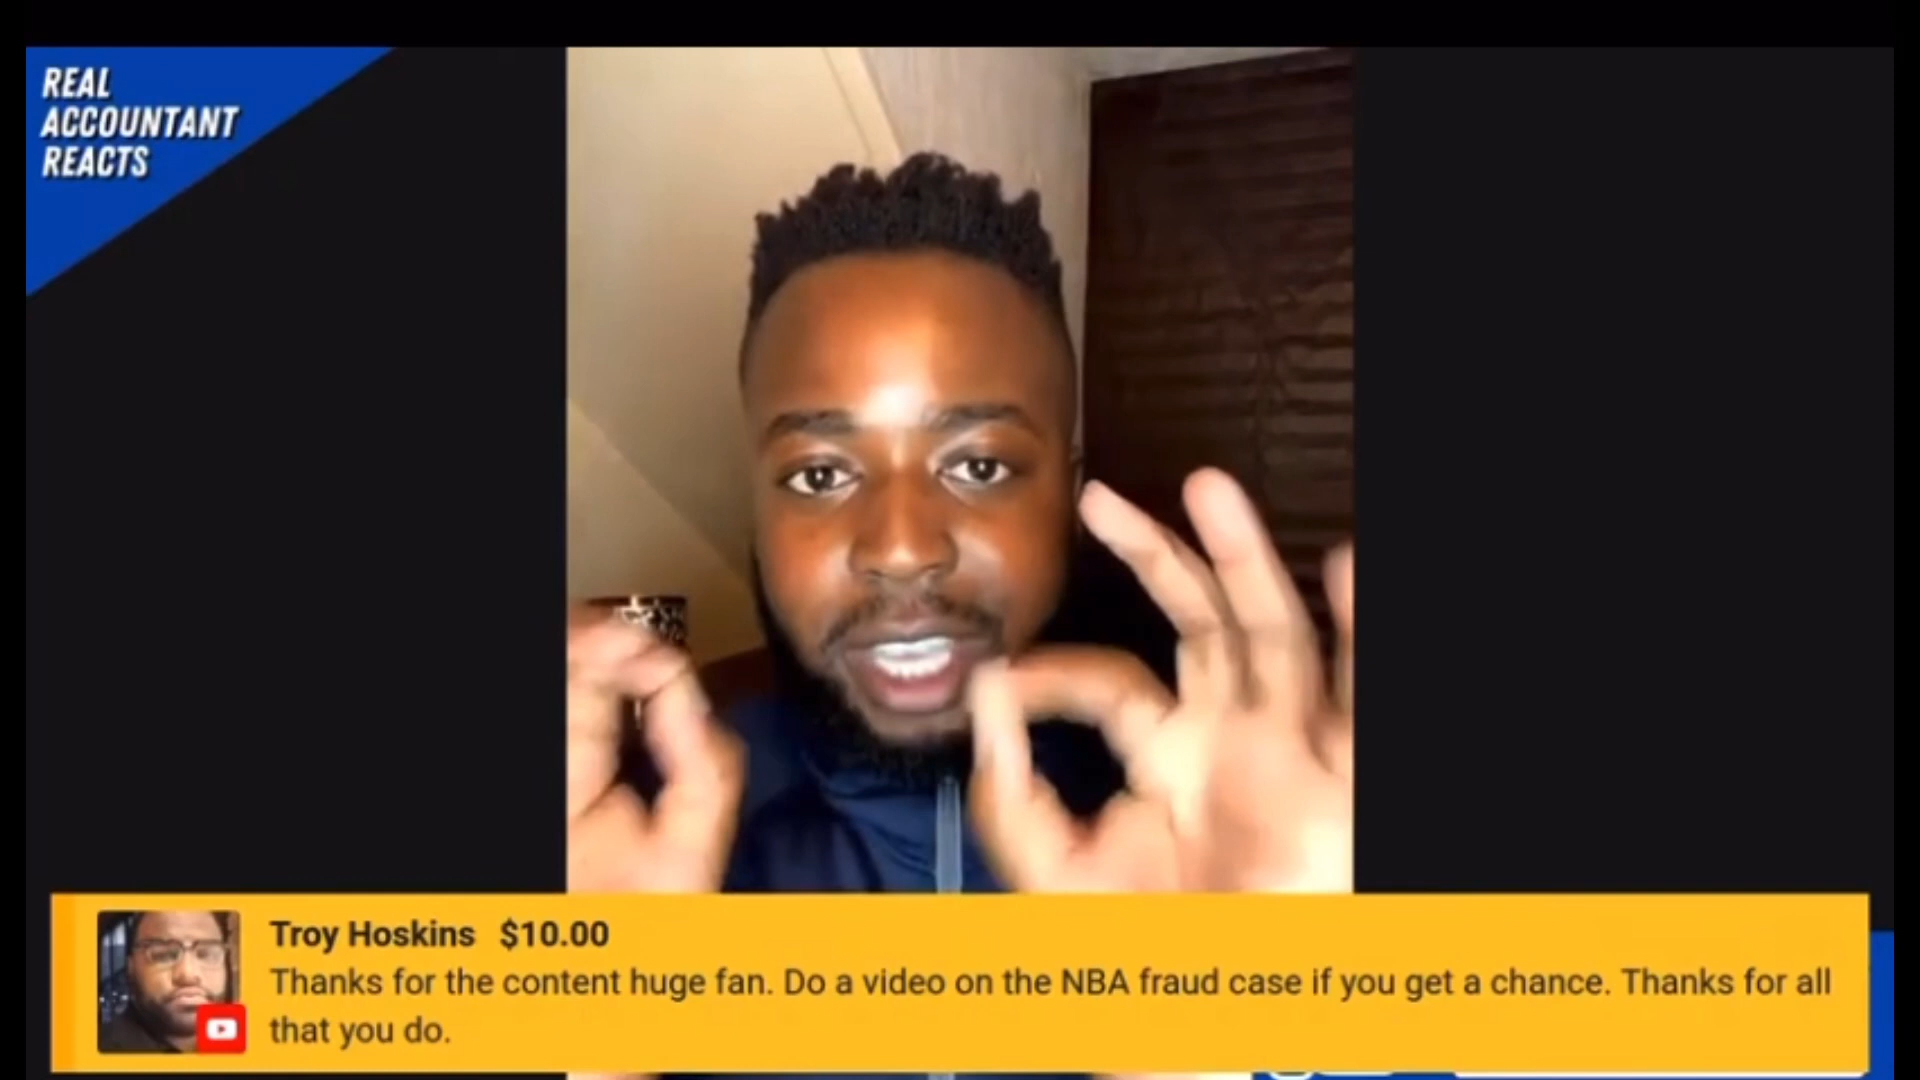 REAL
ACCOUNTANT
REACTS
Troy Hoskins $10.00
Thanks for the content huge fan. Do a video on the NBA fraud case if you get a chance. Thanks for all
that you do.